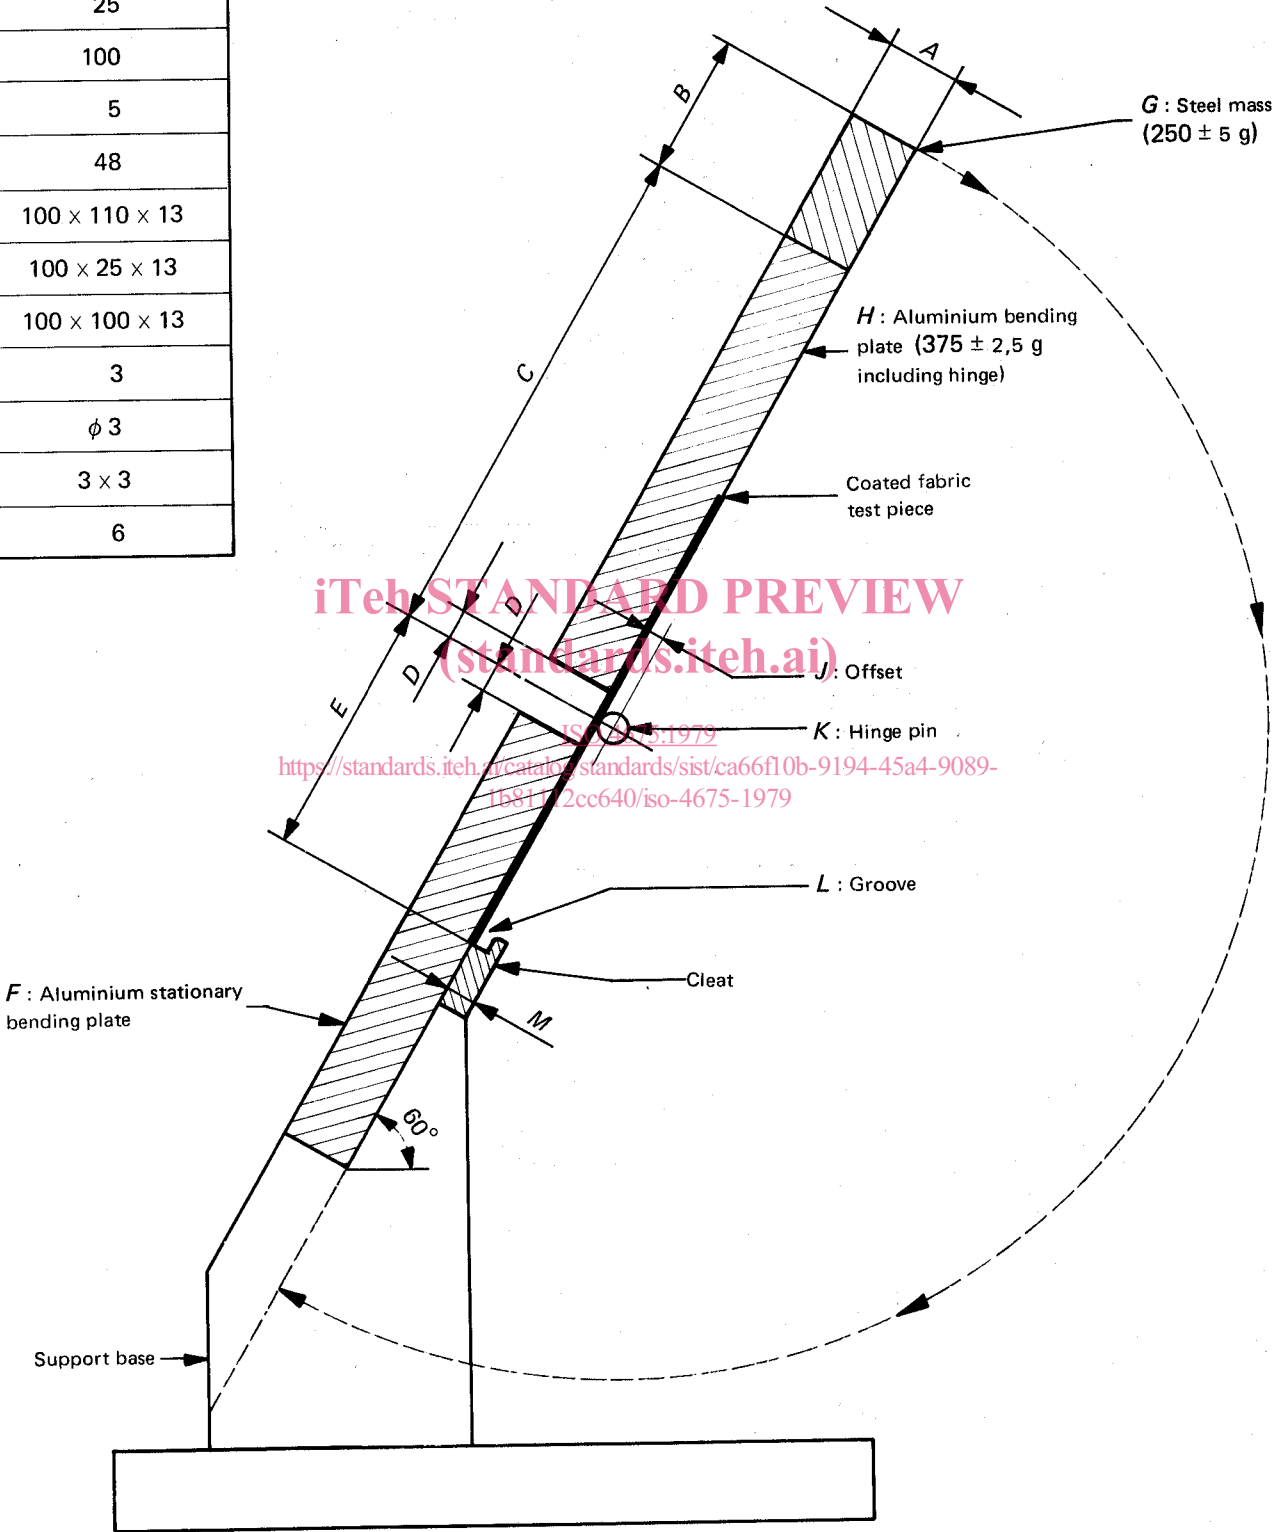 25
100
5
48
100 × 110 × 13
100 × 25 × 13
100 × 100 × 13
3
ϕ 3
3 × 3
6
A
B
G : Steel mass
(250 ± 5 g)
C
H : Aluminium bending
plate (375 ± 2,5 g
including hinge)
Coated fabric
test piece
iTeh STANDARD PREVIEW
(standards.iteh.ai)
D
D
J : Offset
E
K : Hinge pin
ISO 4675:1979
https://standards.iteh.ai/catalog/standards/sist/ca66f10b-9194-45a4-9089-
1b81112cc640/iso-4675-1979
L : Groove
Cleat
F : Aluminium stationary
bending plate
M
60°
Support base